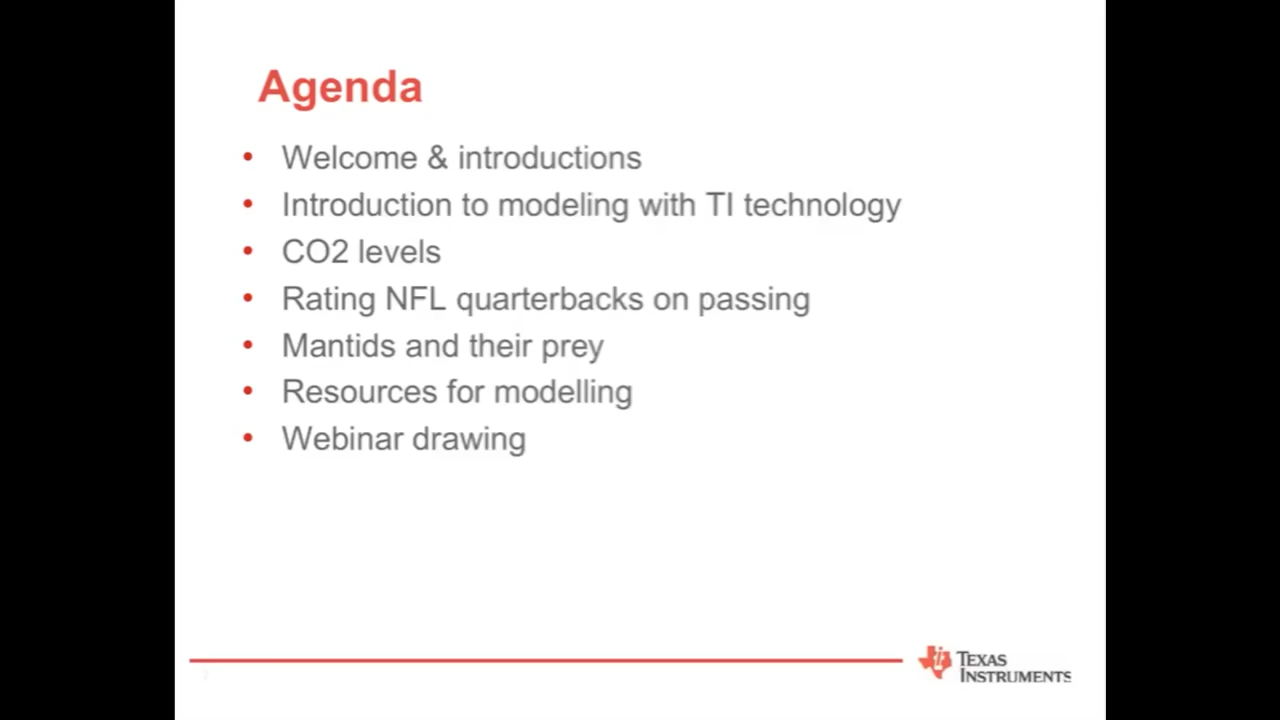 Agenda
• Welcome & introductions
• Introduction to modeling with TI technology
• CO2 levels
• Rating NFL quarterbacks on passing
• Mantids and their prey
• Resources for modelling
• Webinar drawing
TEXAS
INSTRUMENTS